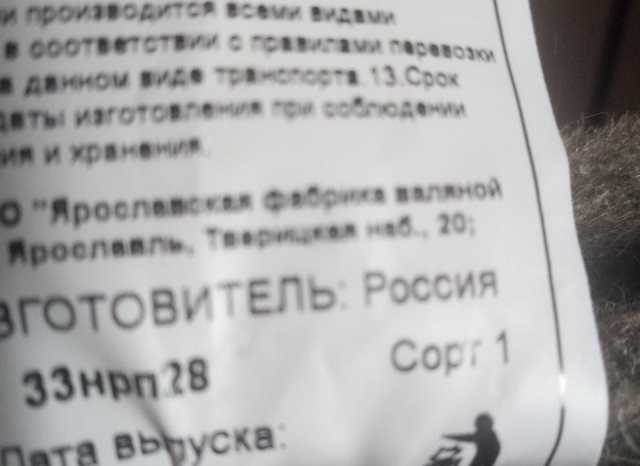 и производится всеми видами
в соответствии с правилами перевозки
данном виде транспорта.13.Срок
даты изготовления при соблюдении
ия и хранения.
О "Ярославская фабрика валяной
Ярославль, Тверицкая наб., 20;
ЗГОТОВИТЕЛЬ: Россия
33нрп28 Сорт 1
Дата выпуска: